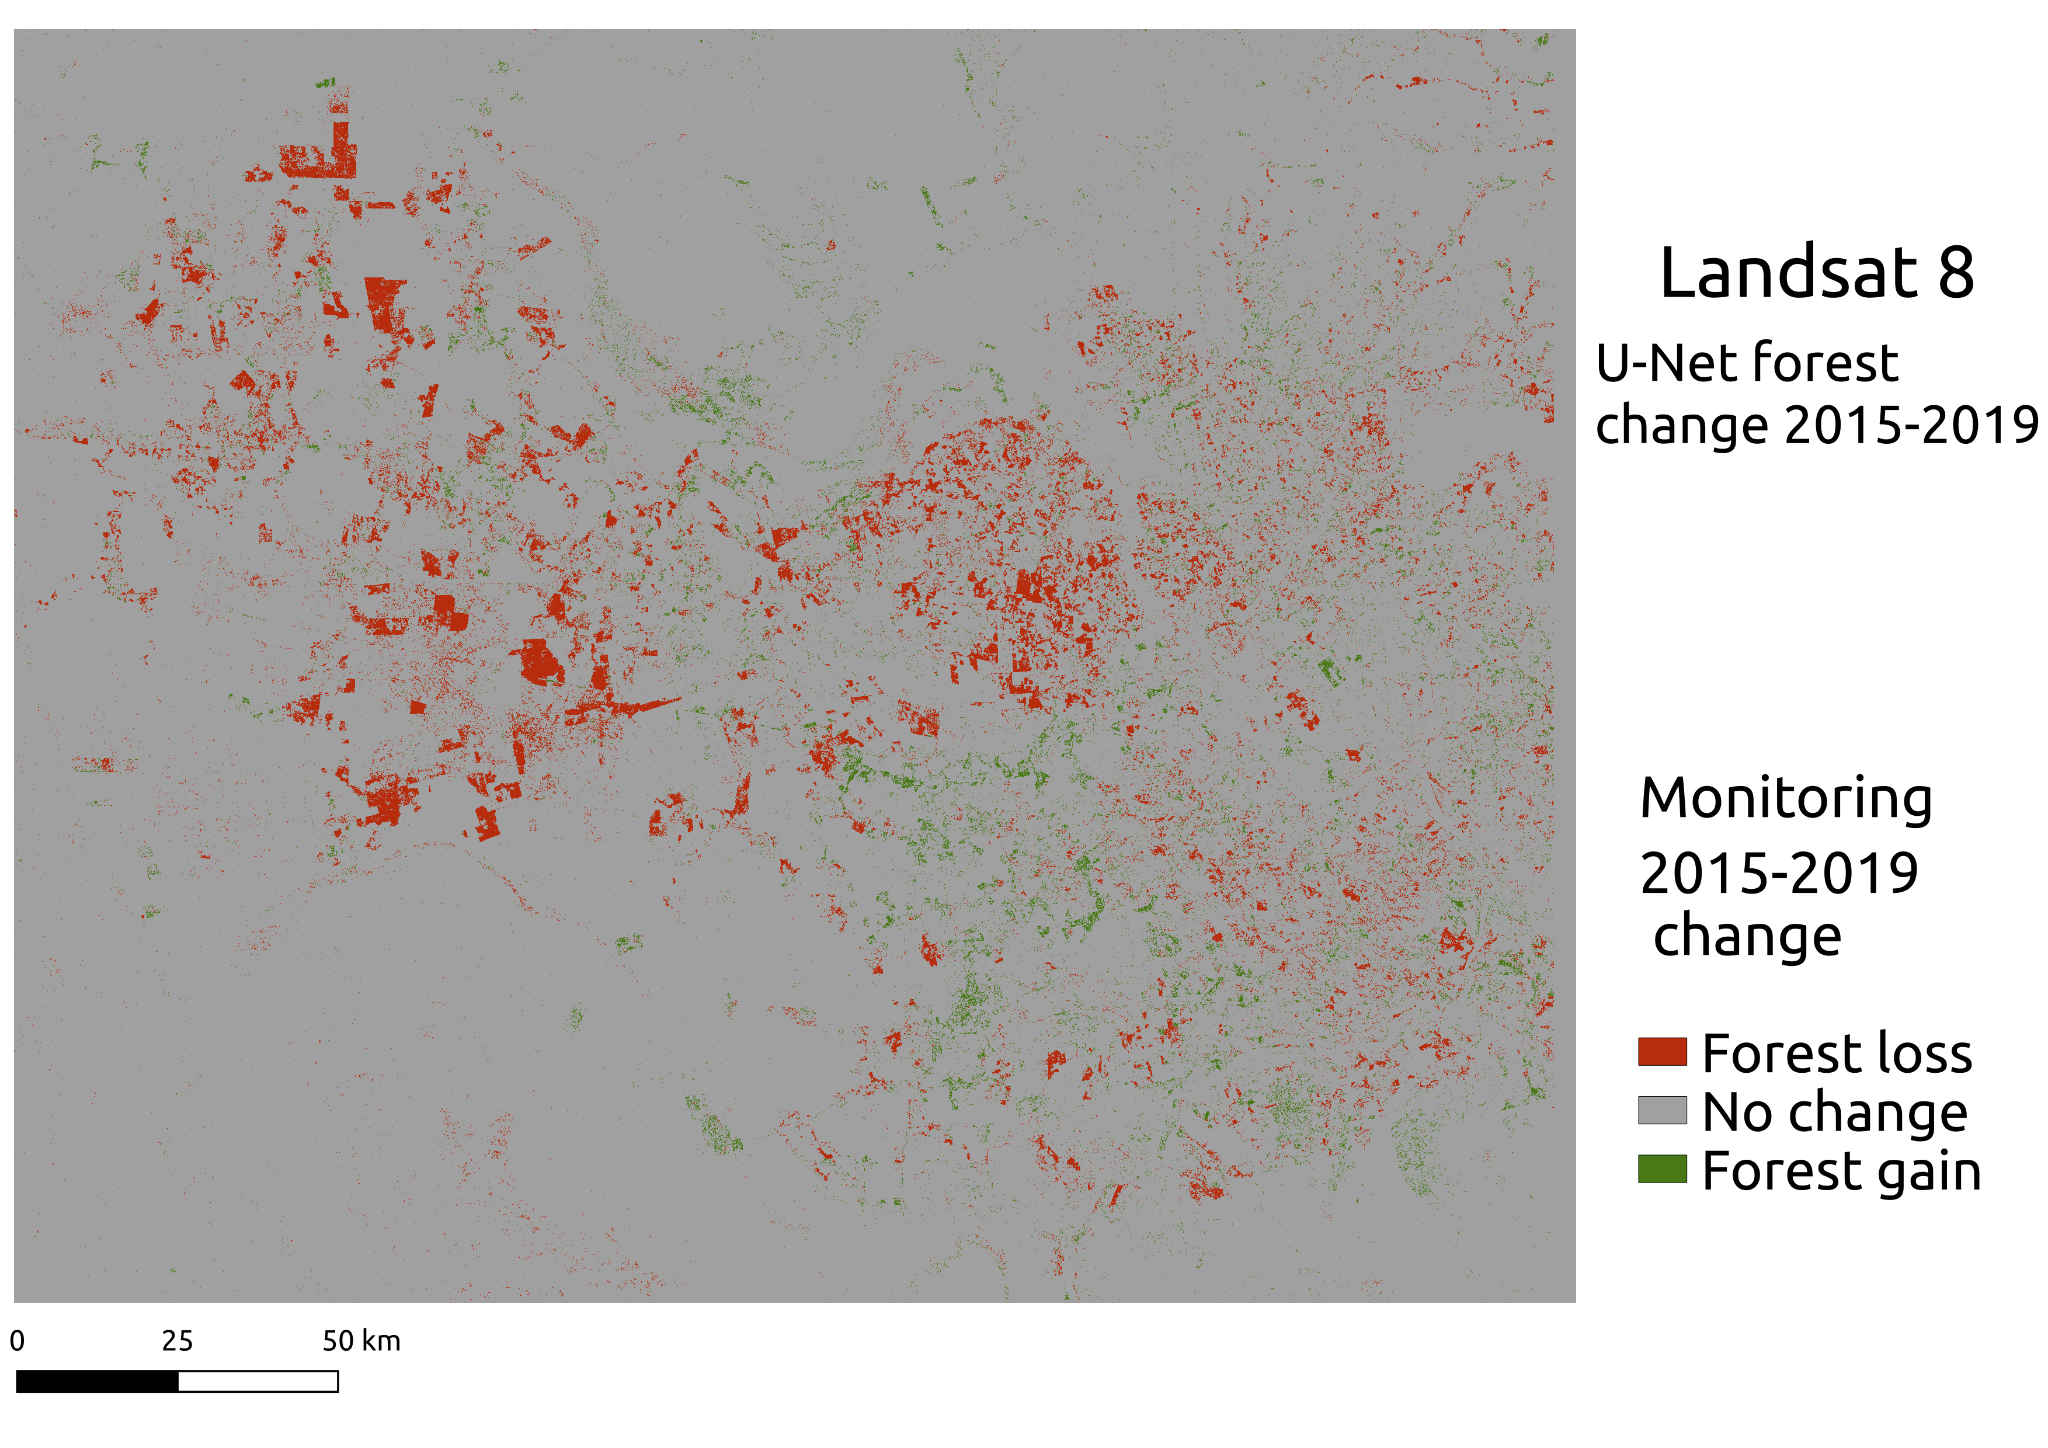 Landsat 8
U-Net forest
change 2015-2019
Monitoring
2015-2019
change
Forest loss
No change
Forest gain
0 25 50 km